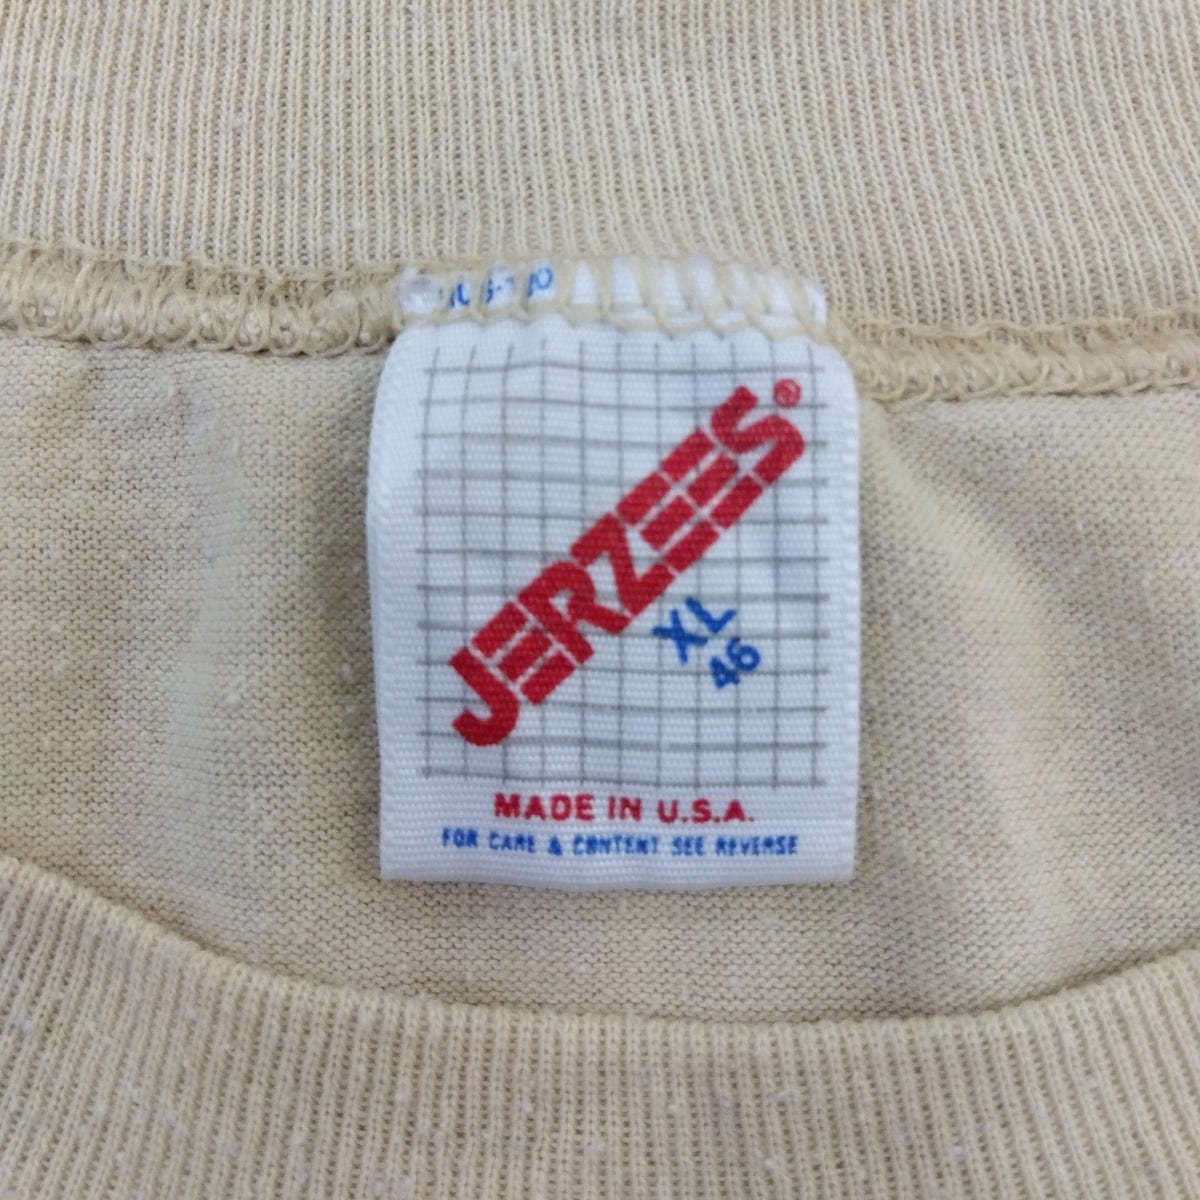 JERZEES®
XL
46
MADE IN U.S.A.
FOR CARE & CONTENT SEE REVERSE